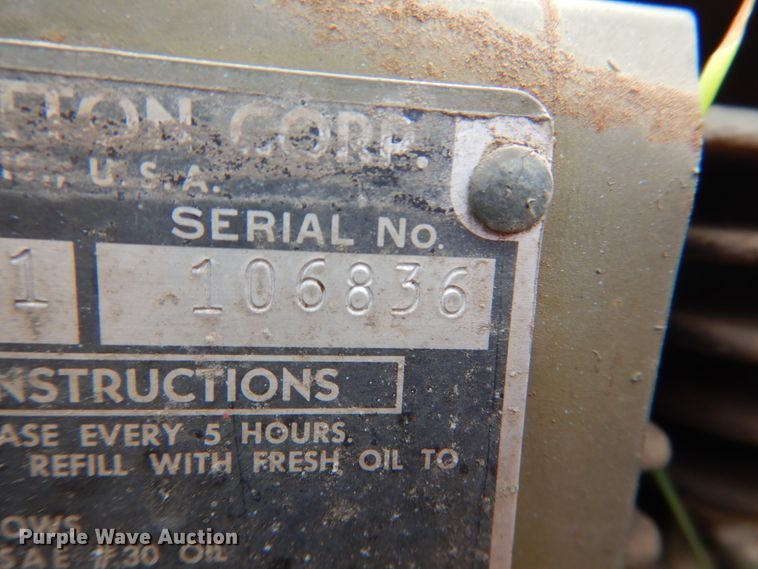 CORP.
U.S.A.
SERIAL No.
1 106836
NSTRUCTIONS
ASE EVERY 5 HOURS.
REFILL WITH FRESH OIL TO
OWS
SAE #30 OIL
Purple Wave Auction